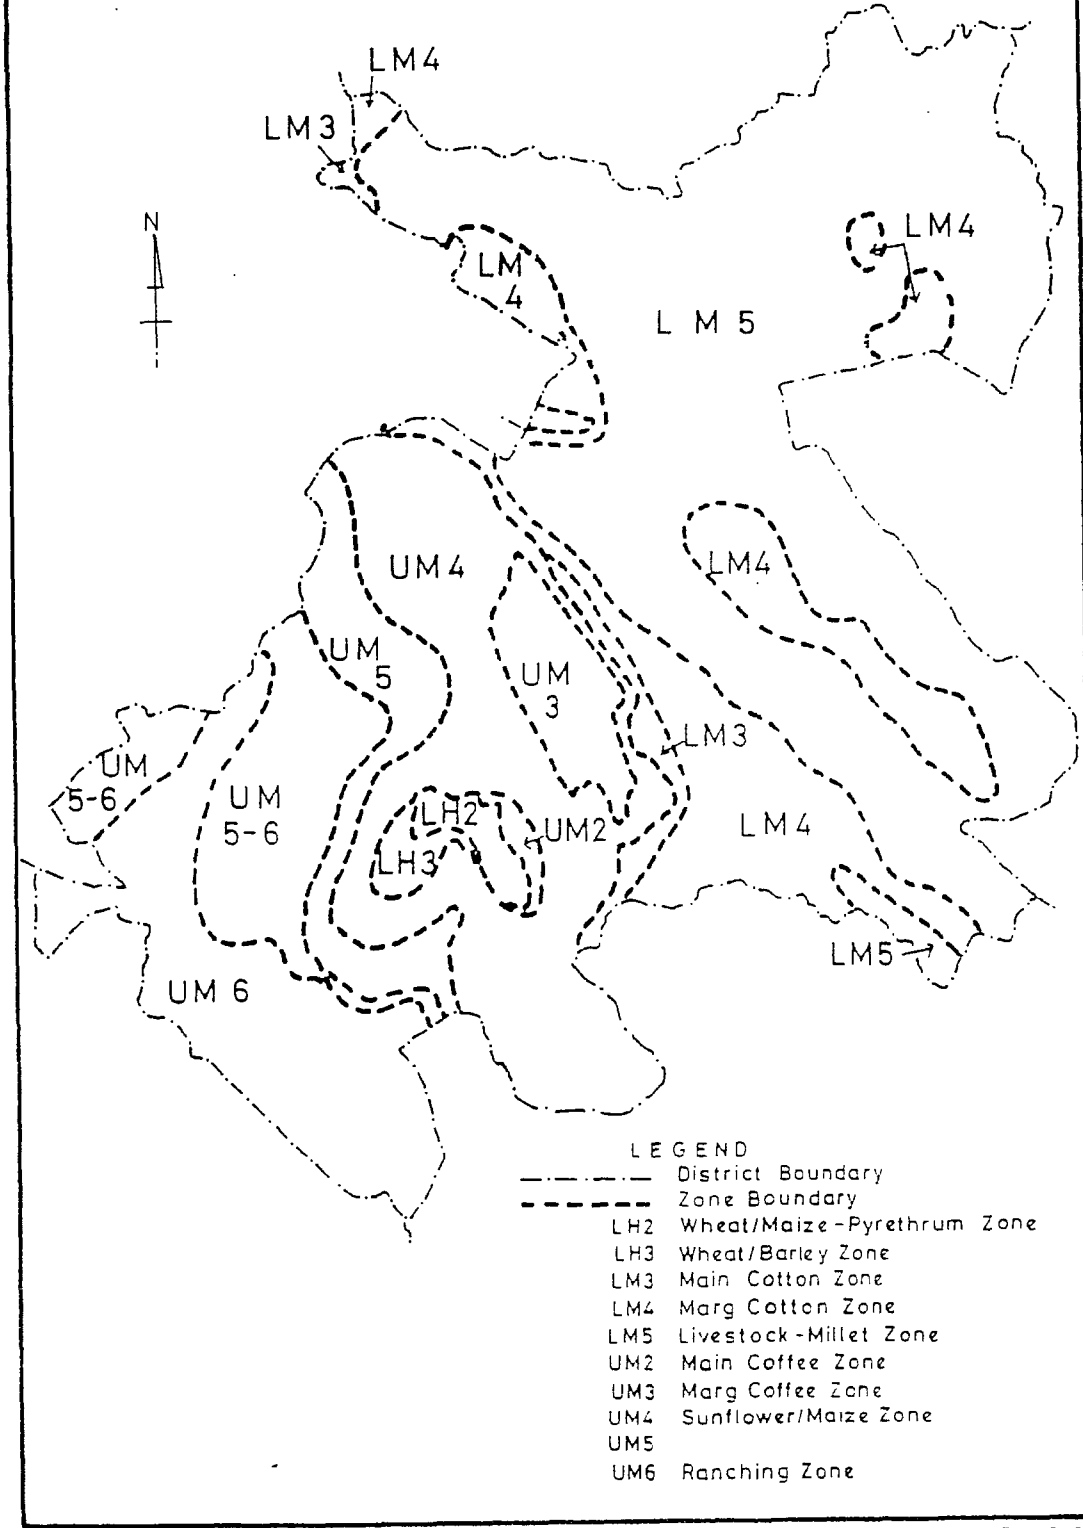 LM4
LM3
N
LM4
LM
4
LM5
UM4
LM4
UM
5
UM
3
LM3
UM
5-6
UM
5-6
LH2
UM2
LM4
LH3
LM5
UM 6
LEGEND
District Boundary
Zone Boundary
LH2 Wheat/Maize-Pyrethrum Zone
LH3 Wheat/Barley Zone
LM3 Main Cotton Zone
LM4 Marg Cotton Zone
LM5 Livestock-Millet Zone
UM2 Main Coffee Zone
UM3 Marg Coffee Zone
UM4 Sunflower/Maize Zone
UM5
UM6 Ranching Zone